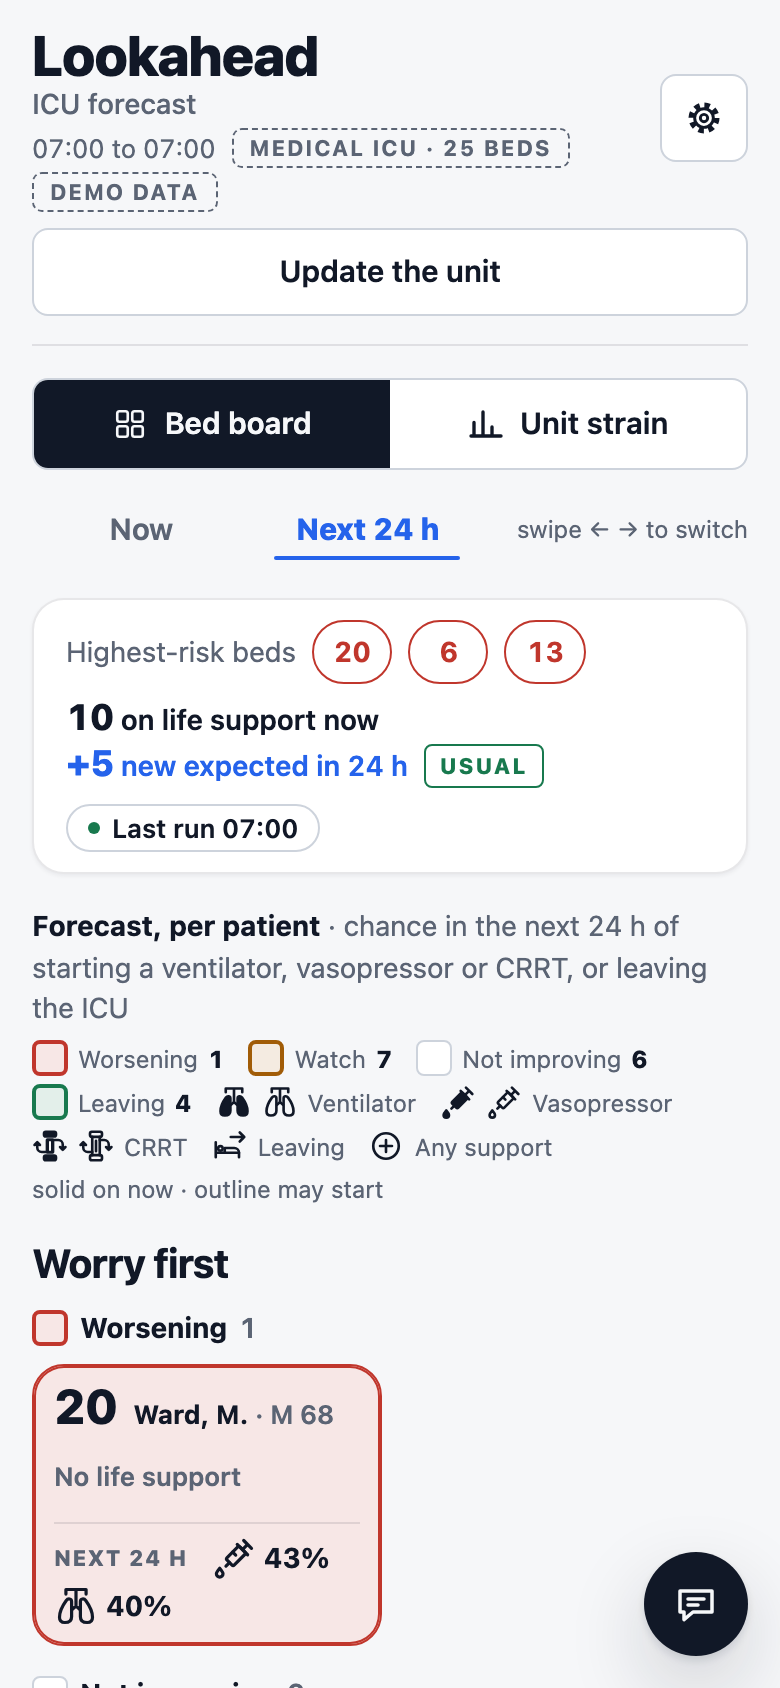 Lookahead
ICU forecast
07:00 to 07:00 MEDICAL ICU · 25 BEDS
DEMO DATA
Update the unit
Bed board Unit strain
Now Next 24 h swipe ← → to switch
Highest-risk beds 20 6 13
10 on life support now
+5 new expected in 24 h USUAL
Last run 07:00
Forecast, per patient · chance in the next 24 h of
starting a ventilator, vasopressor or CRRT, or leaving
the ICU
Worsening 1 Watch 7 Not improving 6
Leaving 4 Ventilator Vasopressor
CRRT Leaving Any support
solid on now · outline may start
Worry first
Worsening 1
20 Ward, M. · M 68
No life support
NEXT 24 H 43%
40%